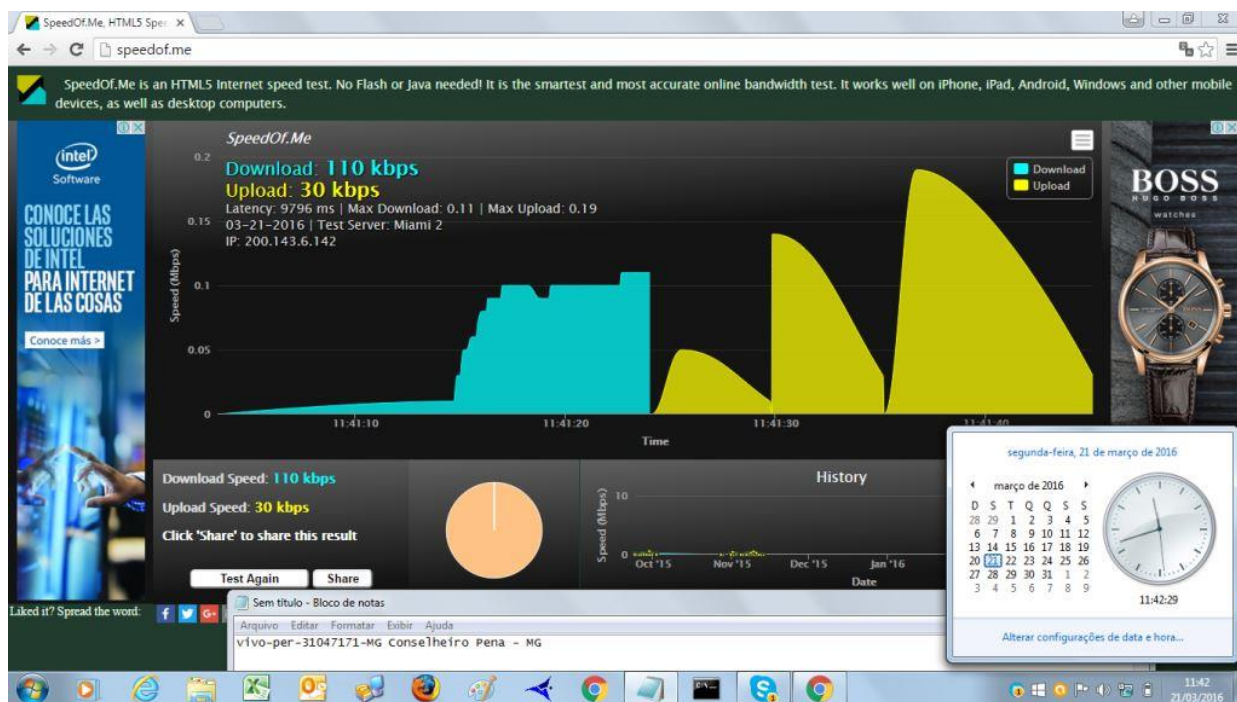 SpeedOf.Me, HTML5 Spee
speedof.me
SpeedOf.Me is an HTML5 Internet speed test. No Flash or Java needed! It is the smartest and most accurate online bandwidth test. It works well on iPhone, iPad, Android, Windows and other mobile
devices, as well as desktop computers.
intel
Software
CONOCE LAS
SOLUCIONES
DE INTEL
PARA INTERNET
DE LAS COSAS
Conoce más >
SpeedOf.Me
Download: 110 kbps
Upload: 30 kbps
Latency: 9796 ms | Max Download: 0.11 | Max Upload: 0.19
03-21-2016 | Test Server: Miami 2
IP: 200.143.6.142
Download
Upload
0.2
0.15
0.1
0.05
0
Speed (Mbps)
11:41:10 11:41:20 11:41:30 11:41:40
Time
BOSS
HUGO BOSS
watches
Download Speed: 110 kbps
Upload Speed: 30 kbps
Click 'Share' to share this result
Test Again Share
History
Speed (Mbps)
10
0
Oct '15 Nov '15 Dec '15 Jan '16
Date
segunda-feira, 21 de março de 2016
março de 2016
D S T Q Q S S
28 29 1 2 3 4 5
6 7 8 9 10 11 12
13 14 15 16 17 18 19
20 21 22 23 24 25 26
27 28 29 30 31 1 2
3 4 5 6 7 8 9
11:42:29
Alterar configurações de data e hora...
Liked it? Spread the word:
Sem título - Bloco de notas
Arquivo Editar Formatar Exibir Ajuda
vivo-per-31047171-MG Conselheiro Pena - MG
11:42
21/03/2016